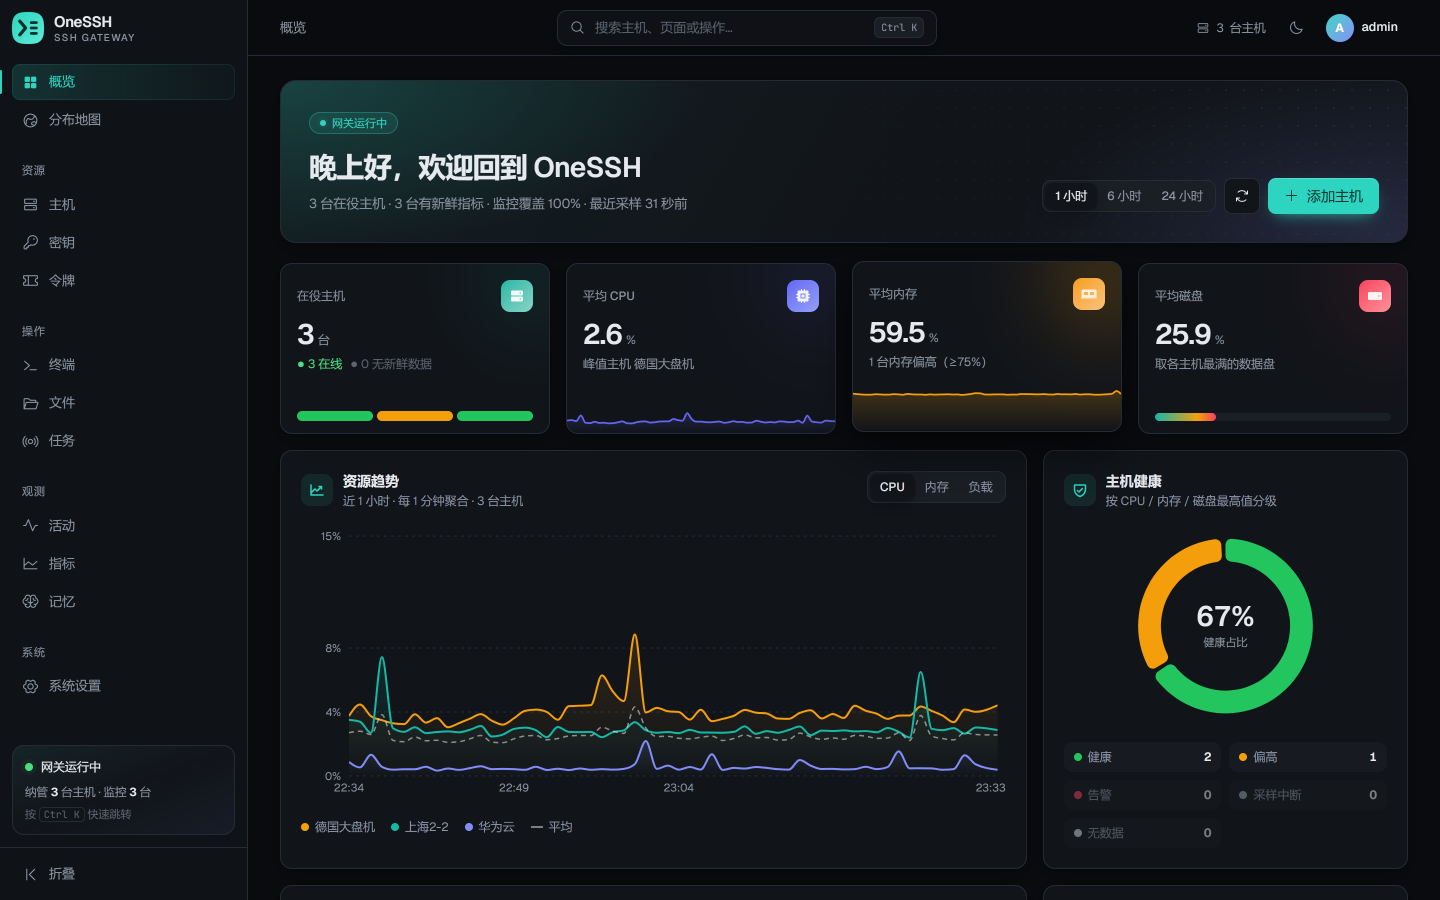 OneSSH
SSH GATEWAY
概览
分布地图
资源
主机
密钥
令牌
操作
终端
文件
任务
观测
活动
指标
记忆
系统
系统设置
网关运行中
纳管 3 台主机 · 监控 3 台
按 Ctrl K 快速跳转
折叠
概览
搜索主机、页面或操作… Ctrl K
3 台主机
A admin
网关运行中
晚上好，欢迎回到 OneSSH
3 台在役主机 · 3 台有新鲜指标 · 监控覆盖 100% · 最近采样 31 秒前
1 小时 6 小时 24 小时
添加主机
在役主机
3 台
3 在线 0 无新鲜数据
平均 CPU
2.6 %
峰值主机 德国大盘机
平均内存
59.5 %
1 台内存偏高（≥75%）
平均磁盘
25.9 %
取各主机最满的数据盘
资源趋势
近 1 小时 · 每 1 分钟聚合 · 3 台主机
CPU 内存 负载
15%
8%
4%
0%
22:34 22:49 23:04 23:33
德国大盘机 上海2-2 华为云 平均
主机健康
按 CPU / 内存 / 磁盘最高值分级
67%
健康占比
健康 2
偏高 1
告警 0
采样中断 0
无数据 0